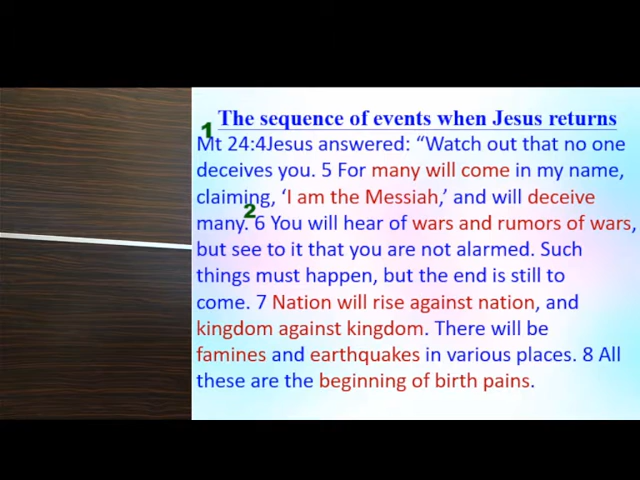 The sequence of events when Jesus returns
1
Mt 24:4Jesus answered: “Watch out that no one
deceives you. 5 For many will come in my name,
claiming, ‘I am the Messiah,’ and will deceive
2
many. 6 You will hear of wars and rumors of wars,
but see to it that you are not alarmed. Such
things must happen, but the end is still to
come. 7 Nation will rise against nation, and
kingdom against kingdom. There will be
famines and earthquakes in various places. 8 All
these are the beginning of birth pains.